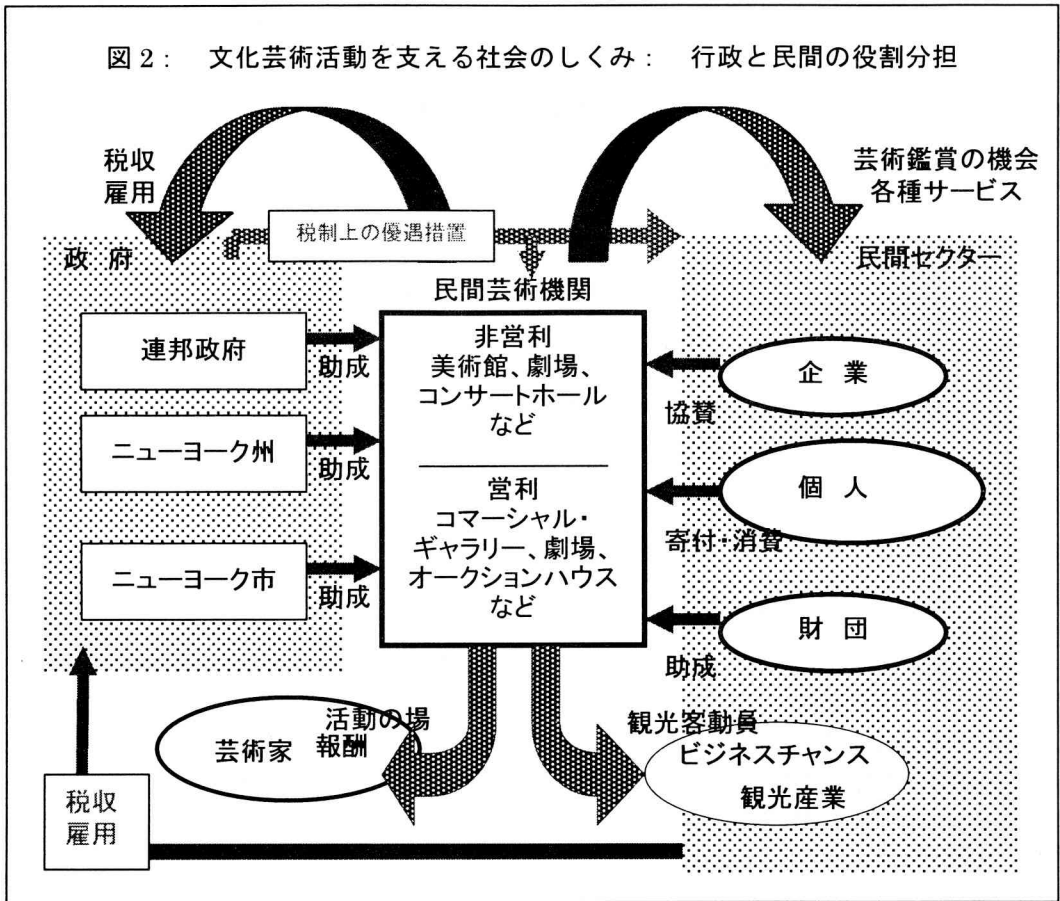 図2： 文化芸術活動を支える社会のしくみ： 行政と民間の役割分担
税収
雇用
芸術鑑賞の機会
各種サービス
税制上の優遇措置
政 府
民間セクター
民間芸術機関
連邦政府
助成
ニューヨーク州
助成
ニューヨーク市
助成
非営利
美術館、劇場、
コンサートホール
など
営利
コマーシャル・
ギャラリー、劇場、
オークションハウス
など
企 業
協賛
個 人
寄付・消費
財 団
助成
活動の場
報酬
芸術家
観光客動員
ビジネスチャンス
観光産業
税収
雇用